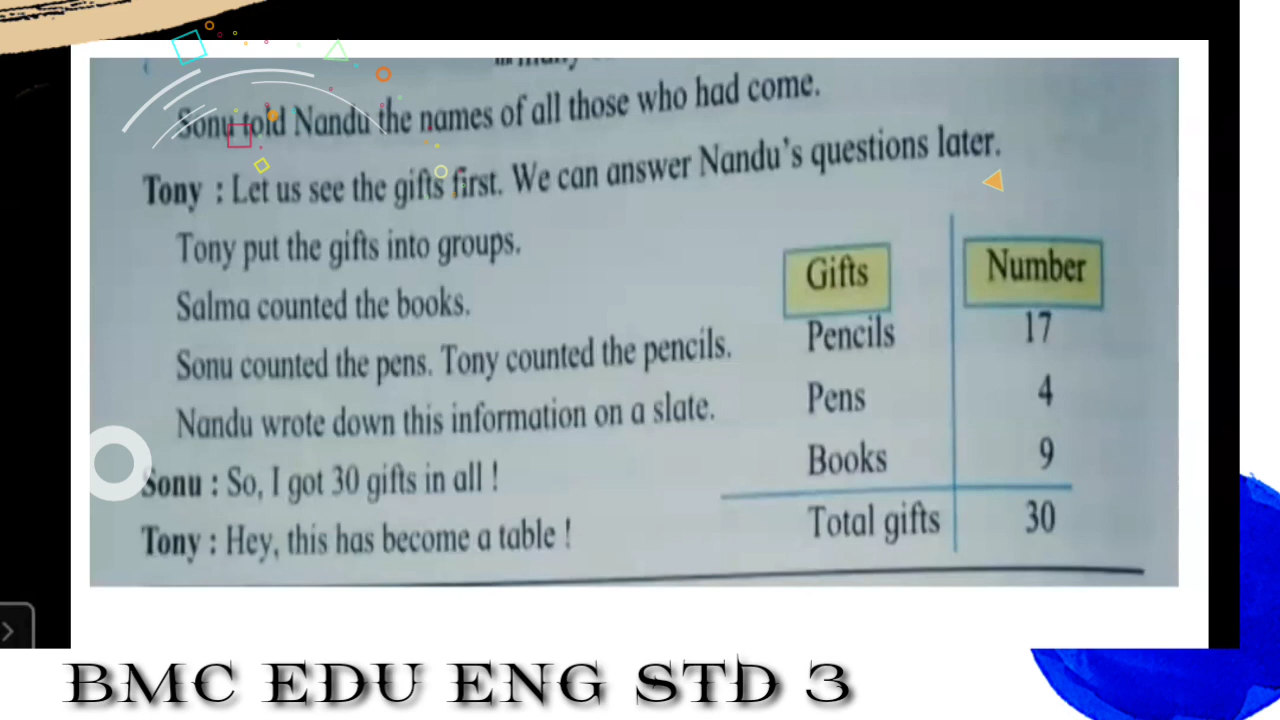 Sonu told Nandu the names of all those who had come.
Tony : Let us see the gifts first. We can answer Nandu's questions later.
Tony put the gifts into groups.
Salma counted the books.
Sonu counted the pens. Tony counted the pencils.
Nandu wrote down this information on a slate.
Sonu : So, I got 30 gifts in all !
Tony : Hey, this has become a table !
Gifts Number
Pencils 17
Pens 4
Books 9
Total gifts 30
BMC EDU ENG STD 3